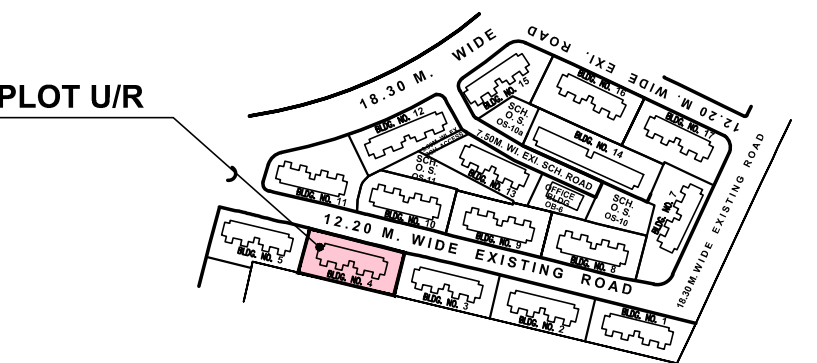 PLOT U/R
18.30 M. WIDE
12.20 M. WIDE EXI. ROAD
BLDG. NO. 15
BLDG. NO. 16
BLDG. NO. 17
SCH.
O. S.
OS-10a
BLDG. NO. 12
7.50M. WI. EXI. SCH. ROAD
BLDG. NO. 14
SCH.
O. S.
OS-11
BLDG. NO. 13
OFFICE
BLDG
OB-6
SCH.
O. S.
OS-10
BLDG. NO. 7
BLDG. NO. 11
BLDG. NO. 10
BLDG. NO. 9
BLDG. NO. 8
18.30 M. WIDE EXISTING ROAD
12.20 M. WIDE EXISTING ROAD
BLDG. NO. 5
BLDG. NO. 4
BLDG. NO. 3
BLDG. NO. 2
BLDG. NO. 1